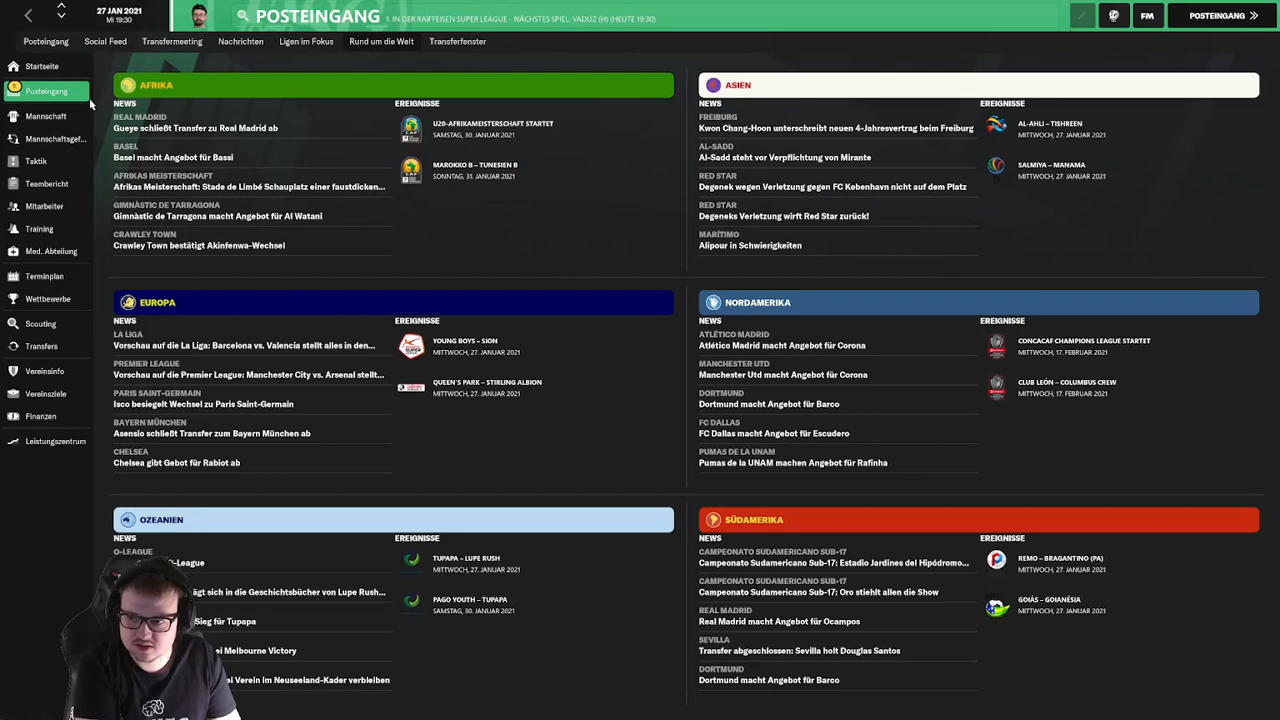 27 JAN 2021
MI 19:30
POSTEINGANG
1. IN DER RAIFFEISEN SUPER LEAGUE – NÄCHSTES SPIEL: VADUZ (H) (HEUTE 19:30)
FM
POSTEINGANG
Posteingang Social Feed Transfermeeting Nachrichten Ligen im Fokus Rund um die Welt Transferfenster
Startseite
Posteingang
Mannschaft
Mannschaftsgef...
Taktik
Teambericht
Mitarbeiter
Training
Med. Abteilung
Terminplan
Wettbewerbe
Scouting
Transfers
Vereinsinfo
Vereinsziele
Finanzen
Leistungszentrum
AFRIKA
NEWS
REAL MADRID
Gueye schließt Transfer zu Real Madrid ab
BASEL
Basel macht Angebot für Bassi
AFRIKAS MEISTERSCHAFT
Afrikas Meisterschaft: Stade de Limbé Schauplatz einer faustdicken...
GIMNÀSTIC DE TARRAGONA
Gimnàstic de Tarragona macht Angebot für Al Watani
CRAWLEY TOWN
Crawley Town bestätigt Akinfenwa-Wechsel
EREIGNISSE
U20-AFRIKAMEISTERSCHAFT STARTET
SAMSTAG, 30. JANUAR 2021
MAROKKO B – TUNESIEN B
SONNTAG, 31. JANUAR 2021
ASIEN
NEWS
FREIBURG
Kwon Chang-Hoon unterschreibt neuen 4-Jahresvertrag beim Freiburg
AL-SADD
Al-Sadd steht vor Verpflichtung von Mirante
RED STAR
Degenek wegen Verletzung gegen FC København nicht auf dem Platz
RED STAR
Degeneks Verletzung wirft Red Star zurück!
MARÍTIMO
Alipour in Schwierigkeiten
EREIGNISSE
AL-AHLI – TISHREEN
MITTWOCH, 27. JANUAR 2021
SALMIYA – MANAMA
MITTWOCH, 27. JANUAR 2021
EUROPA
NEWS
LA LIGA
Vorschau auf die La Liga: Barcelona vs. Valencia stellt alles in den...
PREMIER LEAGUE
Vorschau auf die Premier League: Manchester City vs. Arsenal stellt...
PARIS SAINT-GERMAIN
Isco besiegelt Wechsel zu Paris Saint-Germain
BAYERN MÜNCHEN
Asensio schließt Transfer zum Bayern München ab
CHELSEA
Chelsea gibt Gebot für Rabiot ab
EREIGNISSE
YOUNG BOYS – SION
MITTWOCH, 27. JANUAR 2021
QUEEN'S PARK – STIRLING ALBION
MITTWOCH, 27. JANUAR 2021
NORDAMERIKA
NEWS
ATLÉTICO MADRID
Atlético Madrid macht Angebot für Corona
MANCHESTER UTD
Manchester Utd macht Angebot für Corona
DORTMUND
Dortmund macht Angebot für Barco
FC DALLAS
FC Dallas macht Angebot für Escudero
PUMAS DE LA UNAM
Pumas de la UNAM machen Angebot für Rafinha
EREIGNISSE
CONCACAF CHAMPIONS LEAGUE STARTET
MITTWOCH, 17. FEBRUAR 2021
CLUB LEÓN – COLUMBUS CREW
MITTWOCH, 17. FEBRUAR 2021
OZEANIEN
NEWS
O-LEAGUE
O-League
ägt sich in die Geschichtsbücher von Lupe Rush...
Sieg für Tupapa
ei Melbourne Victory
ei Verein im Neuseeland-Kader verbleiben
EREIGNISSE
TUPAPA – LUPE RUSH
MITTWOCH, 27. JANUAR 2021
PAGO YOUTH – TUPAPA
SAMSTAG, 30. JANUAR 2021
SÜDAMERIKA
NEWS
CAMPEONATO SUDAMERICANO SUB-17
Campeonato Sudamericano Sub-17: Estadio Jardines del Hipódromo...
CAMPEONATO SUDAMERICANO SUB-17
Campeonato Sudamericano Sub-17: Oro stiehlt allen die Show
REAL MADRID
Real Madrid macht Angebot für Ocampos
SEVILLA
Transfer abgeschlossen: Sevilla holt Douglas Santos
DORTMUND
Dortmund macht Angebot für Barco
EREIGNISSE
REMO – BRAGANTINO (PA)
MITTWOCH, 27. JANUAR 2021
GOIÁS – GOIANÉSIA
MITTWOCH, 27. JANUAR 2021